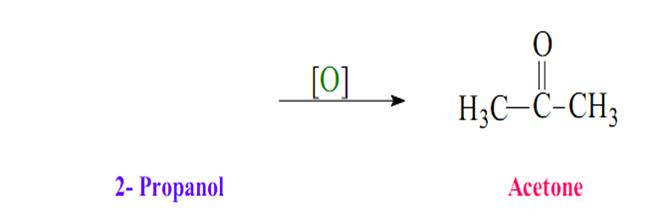 O
[O]
H₃C–C–CH₃
2- Propanol
Acetone